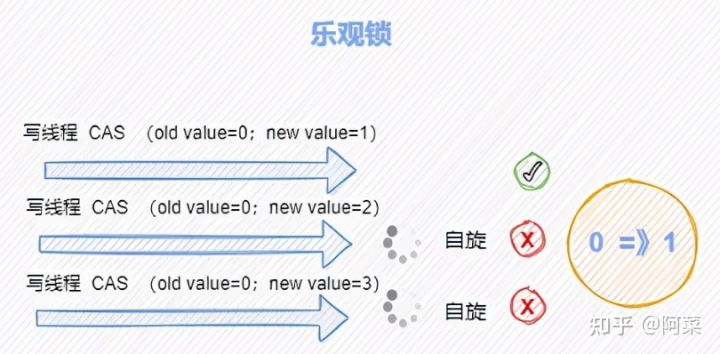 乐观锁
写线程 CAS （old value=0；new value=1）
写线程 CAS （old value=0；new value=2）
自旋 X
0 =》1
写线程 CAS （old value=0；new value=3）
自旋 X
知乎 @阿菜